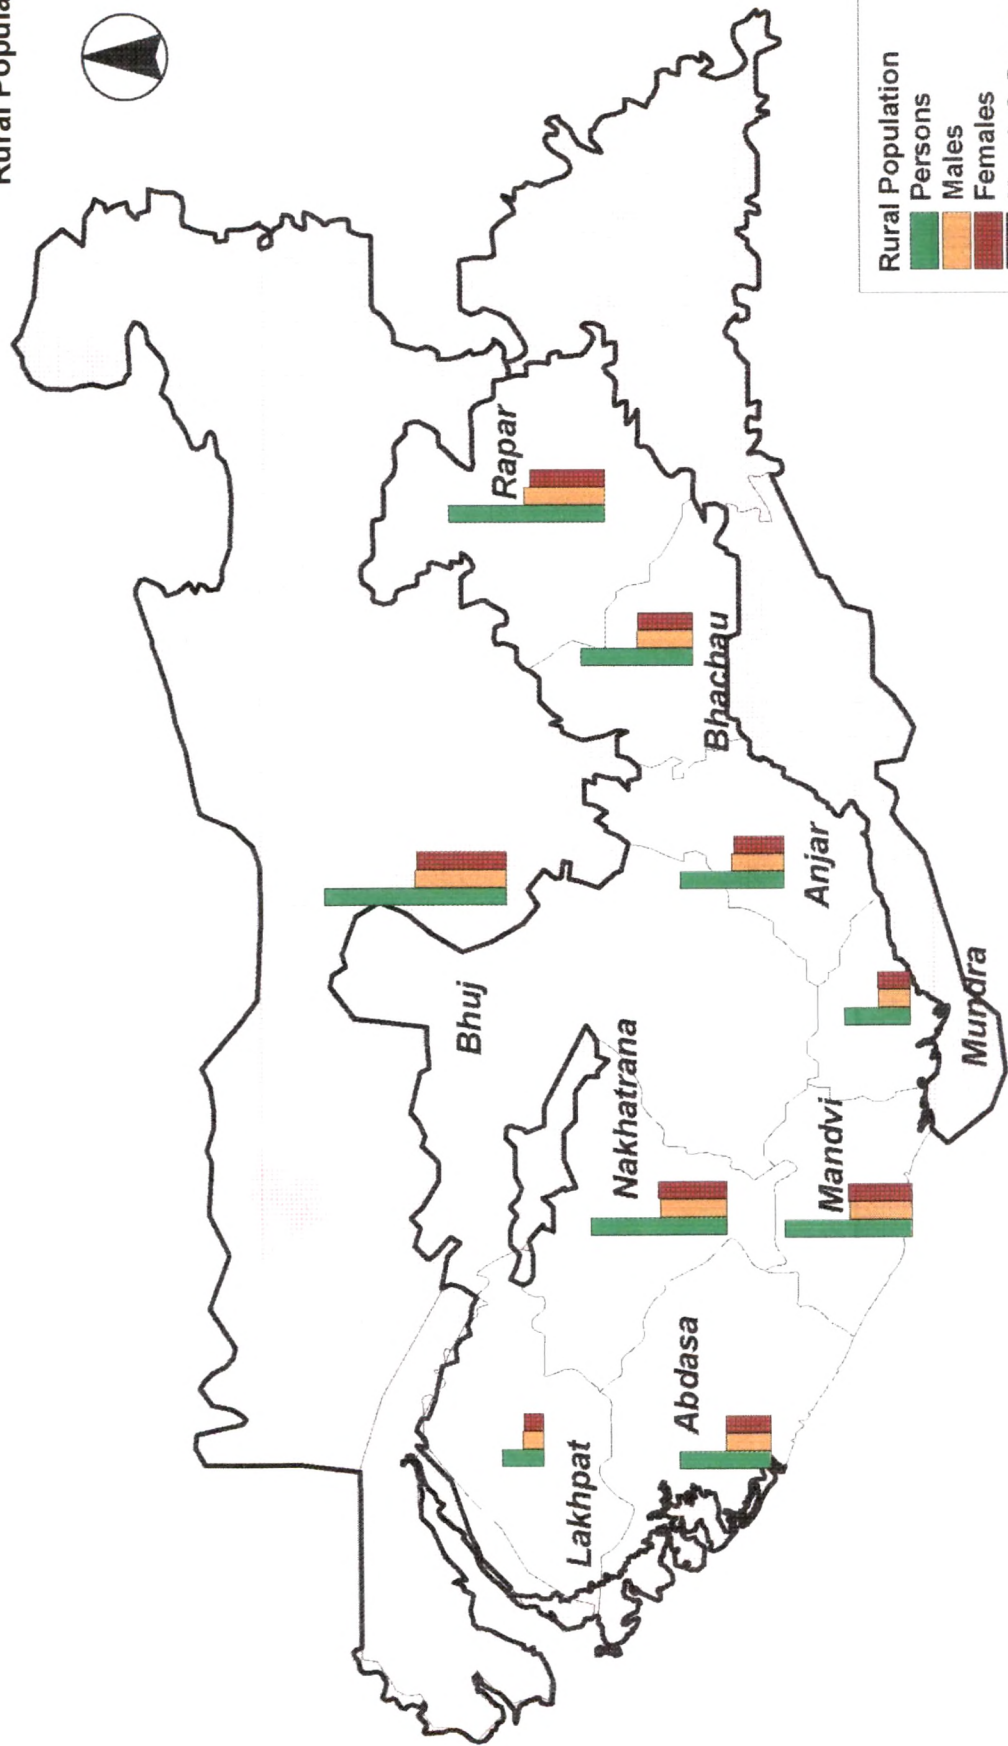 Rural Popula
Rapar
Bhachau
Bhuj
Anjar
Nakhatrana
Mundra
Mandvi
Lakhpat
Abdasa
Rural Population
Persons
Males
Females